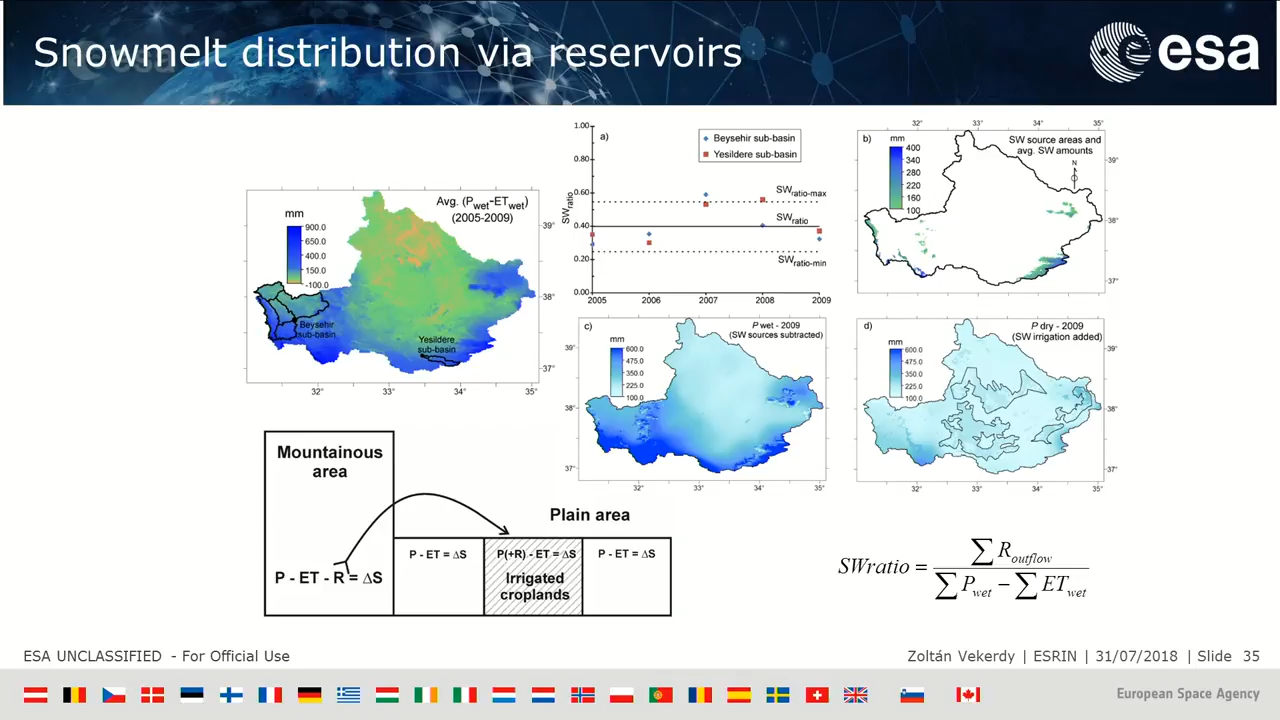 Snowmelt distribution via reservoirs
esa
Avg. (Pwet-ETwet)
(2005-2009)
mm
900.0
650.0
400.0
150.0
-100.0
Beysehir
sub-basin
Yesildere
sub-basin
39°
38°
37°
32°
33°
34°
35°
a)
Beysehir sub-basin
Yesildere sub-basin
SWratio
1.00
0.80
0.60
0.40
0.20
0.00
SWratio-max
SWratio
SWratio-min
2005
2006
2007
2008
2009
32°
33°
34°
35°
b)
mm
400
340
280
220
160
100
SW source areas and
avg. SW amounts
N
39°
38°
37°
c)
P wet - 2009
(SW sources subtracted)
mm
600.0
475.0
350.0
225.0
100.0
39°
38°
37°
32°
33°
34°
35°
d)
P dry - 2009
(SW irrigation added)
mm
600.0
475.0
350.0
225.0
100.0
39°
38°
37°
32°
33°
34°
35°
Mountainous
area
P - ET - R = ΔS
Plain area
P - ET = ΔS
P(+R) - ET = ΔS
Irrigated
croplands
P - ET = ΔS
SWratio = ∑ Routflow / ∑ Pwet − ∑ ETwet
ESA UNCLASSIFIED - For Official Use
Zoltán Vekerdy | ESRIN | 31/07/2018 | Slide 35
European Space Agency